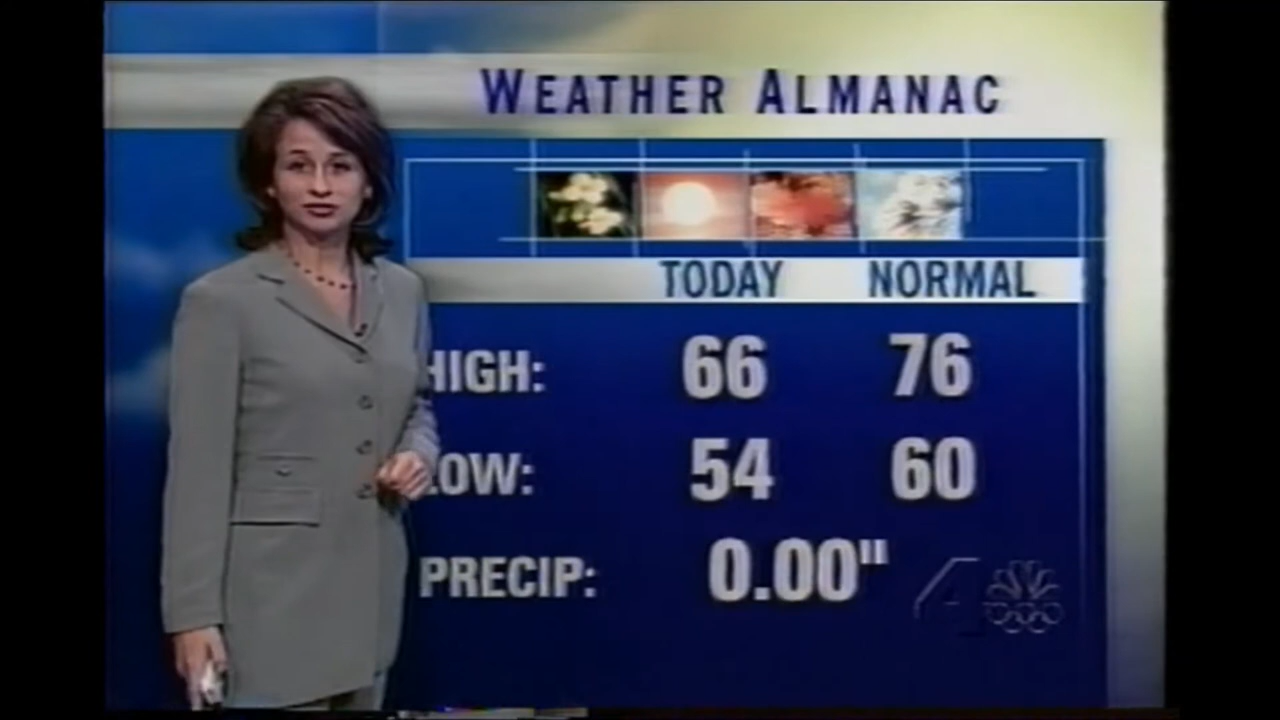 WEATHER ALMANAC
TODAY NORMAL
HIGH: 66 76
LOW: 54 60
PRECIP: 0.00"
4